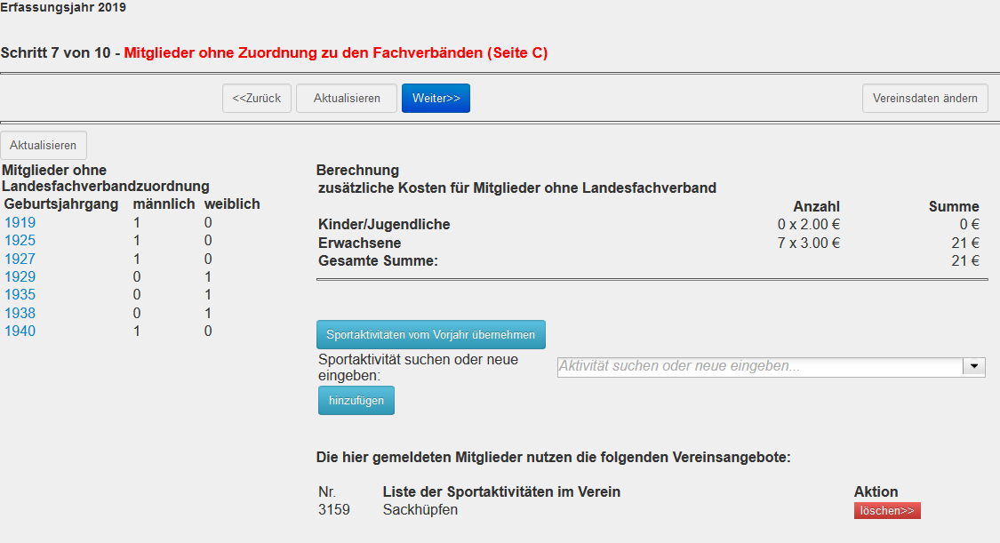 Erfassungsjahr 2019
Schritt 7 von 10 - Mitglieder ohne Zuordnung zu den Fachverbänden (Seite C)
<<Zurück Aktualisieren Weiter>> Vereinsdaten ändern
Aktualisieren
Mitglieder ohne
Landesfachverbandzuordnung
Geburtsjahrgang männlich weiblich
1919 1 0
1925 1 0
1927 1 0
1929 0 1
1935 0 1
1938 0 1
1940 1 0
Berechnung
zusätzliche Kosten für Mitglieder ohne Landesfachverband
Anzahl Summe
Kinder/Jugendliche 0 x 2.00 € 0 €
Erwachsene 7 x 3.00 € 21 €
Gesamte Summe: 21 €
Sportaktivitäten vom Vorjahr übernehmen
Sportaktivität suchen oder neue
eingeben:
Aktivität suchen oder neue eingeben...
hinzufügen
Die hier gemeldeten Mitglieder nutzen die folgenden Vereinsangebote:
Nr. Liste der Sportaktivitäten im Verein Aktion
3159 Sackhüpfen löschen>>